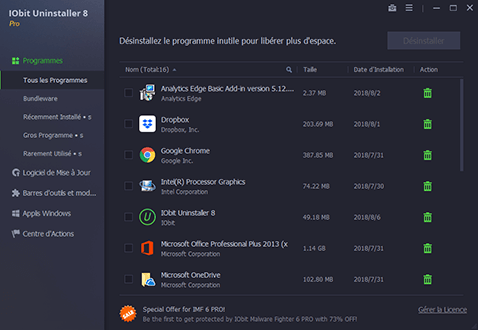 IObit Uninstaller 8
Pro
Désinstallez le programme inutile pour libérer plus d'espace.
Désinstaller
Programmes
Tous les Programmes
Bundleware
Récemment Installé • s
Gros Programme • s
Rarement Utilisé • s
Logiciel de Mise à Jour
Barres d'outils et mod...
Applis Windows
Centre d'Actions
Nom (Total:16)
Taille
Date d'Installation
Action
Analytics Edge Basic Add-in version 5.12....
Analytics Edge
2.37 MB
2018/8/2
Dropbox
Dropbox, Inc.
203.69 MB
2018/8/1
Google Chrome
Google Inc.
387.85 MB
2018/7/31
Intel(R) Processor Graphics
Intel Corporation
74.22 MB
2018/7/30
IObit Uninstaller 8
IObit
49.18 MB
2018/8/6
Microsoft Office Professional Plus 2013 (x
Microsoft Corporation
1.14 GB
2018/7/31
Microsoft OneDrive
Microsoft Corporation
102.80 MB
2018/7/31
SALE
Special Offer for IMF 6 PRO!
Be the first to get protected by IObit Malware Fighter 6 PRO with 73% OFF!
Gérer la Licence